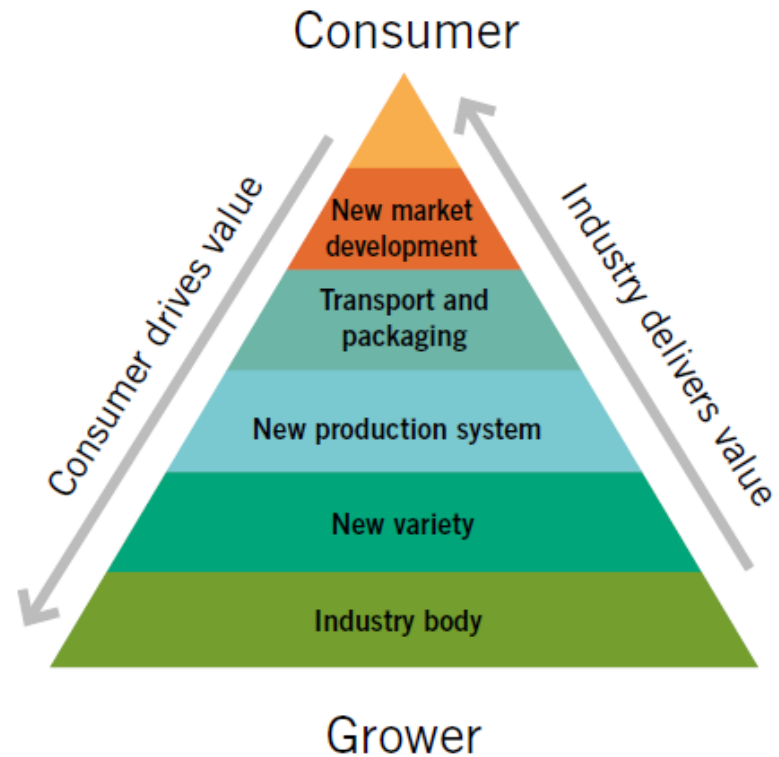 Consumer
Consumer drives value
Industry delivers value
New market
development
Transport and
packaging
New production system
New variety
Industry body
Grower